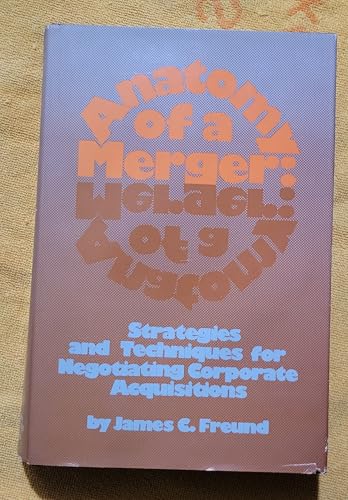 Anatomy
of a
Merger:
Merger:
of a
Anatomy
Strategies
and Techniques for
Negotiating Corporate
Acquisitions
by James C. Freund